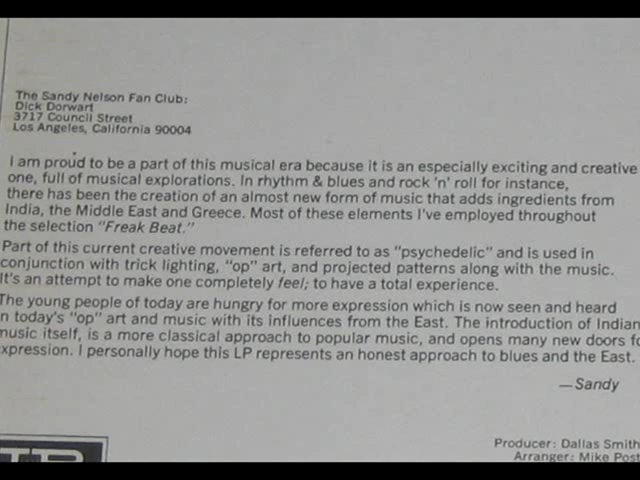 The Sandy Nelson Fan Club:
Dick Dorwart
3717 Council Street
Los Angeles, California 90004
I am proud to be a part of this musical era because it is an especially exciting and creative
one, full of musical explorations. In rhythm & blues and rock 'n' roll for instance,
there has been the creation of an almost new form of music that adds ingredients from
India, the Middle East and Greece. Most of these elements I've employed throughout
the selection "Freak Beat."
Part of this current creative movement is referred to as "psychedelic" and is used in
conjunction with trick lighting, "op" art, and projected patterns along with the music.
It's an attempt to make one completely feel; to have a total experience.
The young people of today are hungry for more expression which is now seen and heard
n today's "op" art and music with its influences from the East. The introduction of Indian
music itself, is a more classical approach to popular music, and opens many new doors fo
xpression. I personally hope this LP represents an honest approach to blues and the East.
—Sandy
Producer: Dallas Smith
Arranger: Mike Post